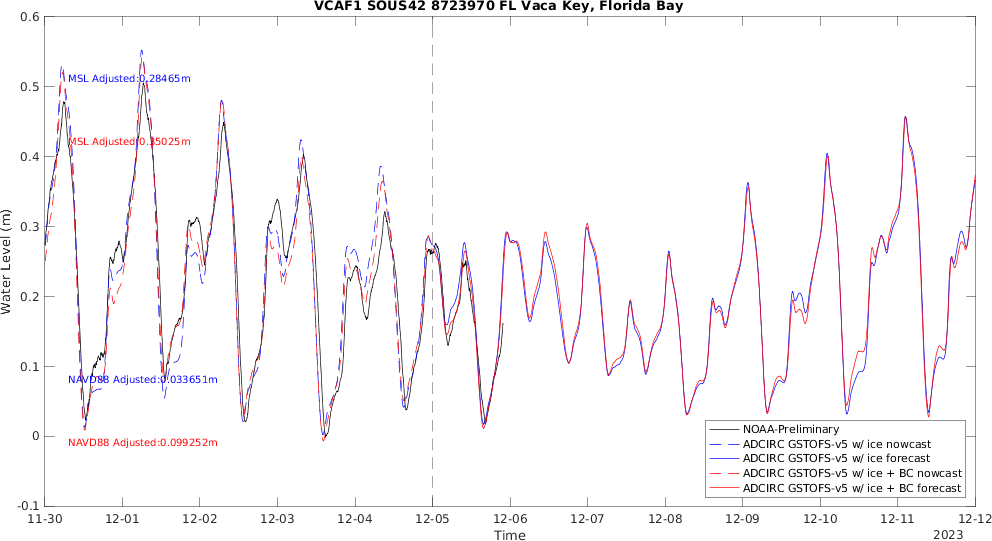 VCAF1 SOUS42 8723970 FL Vaca Key, Florida Bay
0.6
0.5
0.4
0.3
0.2
0.1
0
-0.1
Water Level (m)
MSL Adjusted:0.28465m
MSL Adjusted:0.35025m
NAVD88 Adjusted:0.033651m
NAVD88 Adjusted:0.099252m
NOAA-Preliminary
ADCIRC GSTOFS-v5 w/ ice nowcast
ADCIRC GSTOFS-v5 w/ ice forecast
ADCIRC GSTOFS-v5 w/ ice + BC nowcast
ADCIRC GSTOFS-v5 w/ ice + BC forecast
11-30 12-01 12-02 12-03 12-04 12-05 12-06 12-07 12-08 12-09 12-10 12-11 12-12
Time
2023